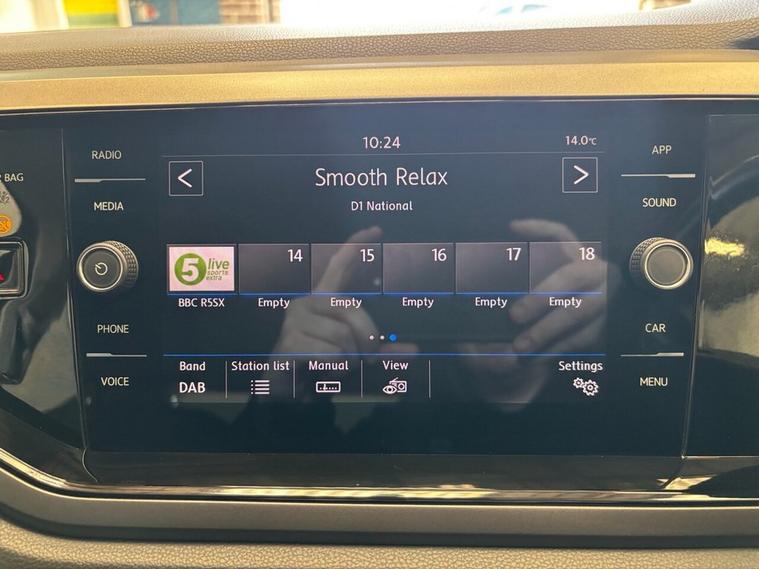 10:24
14.0°C
RADIO
APP
BAG
Smooth Relax
MEDIA
D1 National
SOUND
5 live
sports
extra
14
15
16
17
18
BBC R5SX
Empty
Empty
Empty
Empty
Empty
PHONE
CAR
Band
Station list
Manual
View
Settings
DAB
VOICE
MENU